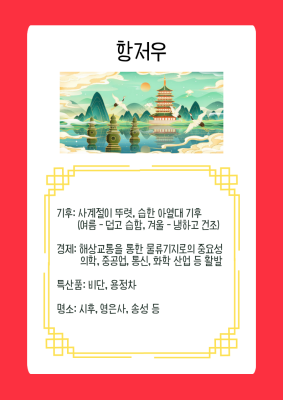 항저우
기후: 사계절이 뚜렷, 습한 아열대 기후
(여름 - 덥고 습함, 겨울 - 냉하고 건조)
경제: 해상교통을 통한 물류기지로의 중요성
의학, 중공업, 통신, 화학 산업 등 활발
특산품: 비단, 용정차
명소: 시후, 영은사, 송성 등